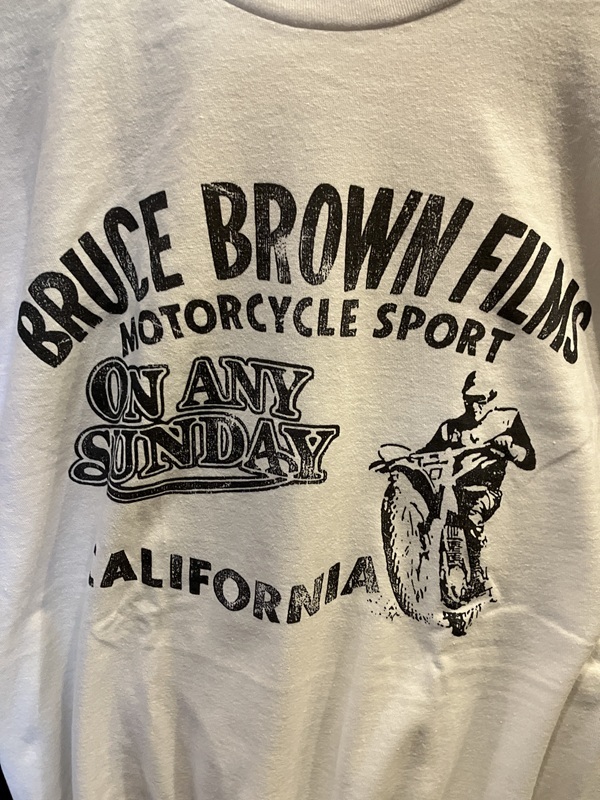 BRUCE BROWN FILMS
MOTORCYCLE SPORT
ON ANY
SUNDAY
CALIFORNIA